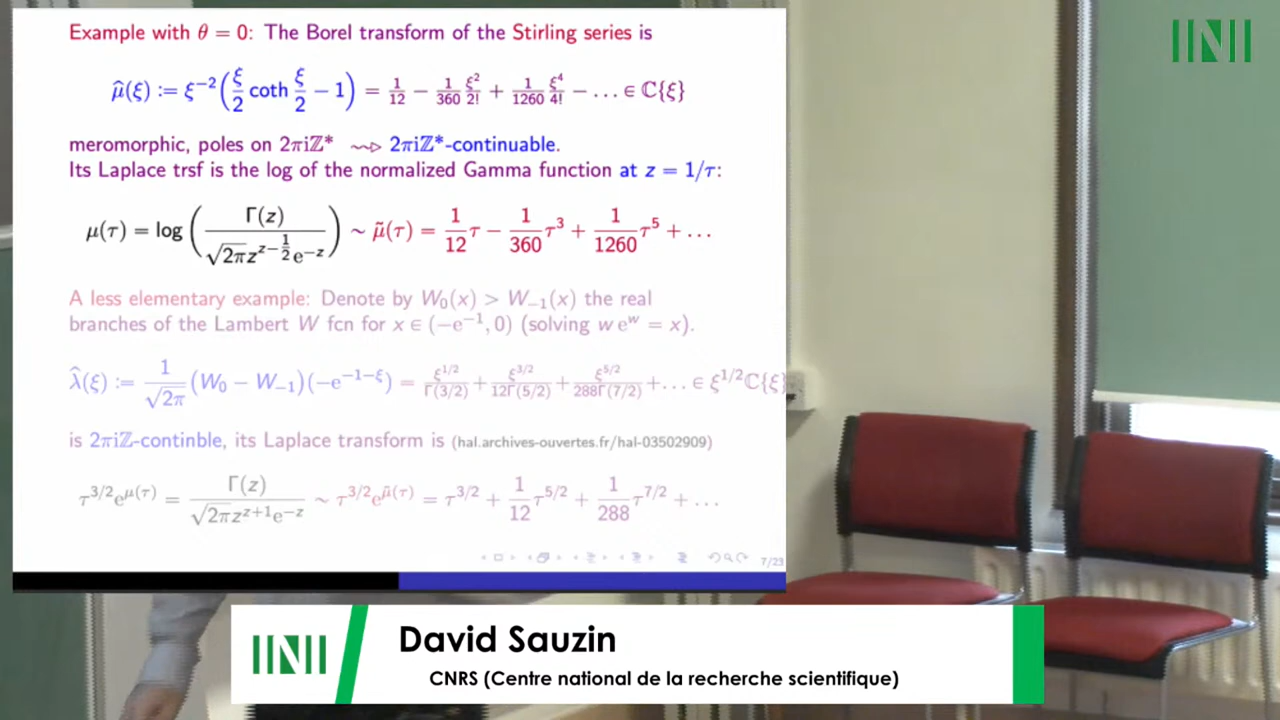 Example with θ = 0: The Borel transform of the Stirling series is
μ̂(ξ) := ξ⁻²(ξ/2 coth ξ/2 − 1) = 1/12 − 1/360 ξ²/2! + 1/1260 ξ⁴/4! − … ∈ ℂ{ξ}
meromorphic, poles on 2πiℤ* ⇝ 2πiℤ*-continuable.
Its Laplace trsf is the log of the normalized Gamma function at z = 1/τ:
μ(τ) = log(Γ(z)/(√2π z^{z−1/2} e^{−z})) ∼ μ̃(τ) = 1/12 τ − 1/360 τ³ + 1/1260 τ⁵ + …
A less elementary example: Denote by W₀(x) > W₋₁(x) the real
branches of the Lambert W fcn for x ∈ (−e⁻¹, 0) (solving w eʷ = x).
λ̂(ξ) := 1/√2π (W₀ − W₋₁)(−e^{−1−ξ}) = ξ^{1/2}/Γ(3/2) + ξ^{3/2}/12Γ(5/2) + ξ^{5/2}/288Γ(7/2) + … ∈ ξ^{1/2}ℂ{ξ}
is 2πiℤ-continble, its Laplace transform is (hal.archives-ouvertes.fr/hal-03502909)
τ^{3/2}e^{μ(τ)} = Γ(z)/(√2π z^{z+1} e^{−z}) ∼ τ^{3/2}e^{μ̃(τ)} = τ^{3/2} + 1/12 τ^{5/2} + 1/288 τ^{7/2} + …
7/23
David Sauzin
CNRS (Centre national de la recherche scientifique)